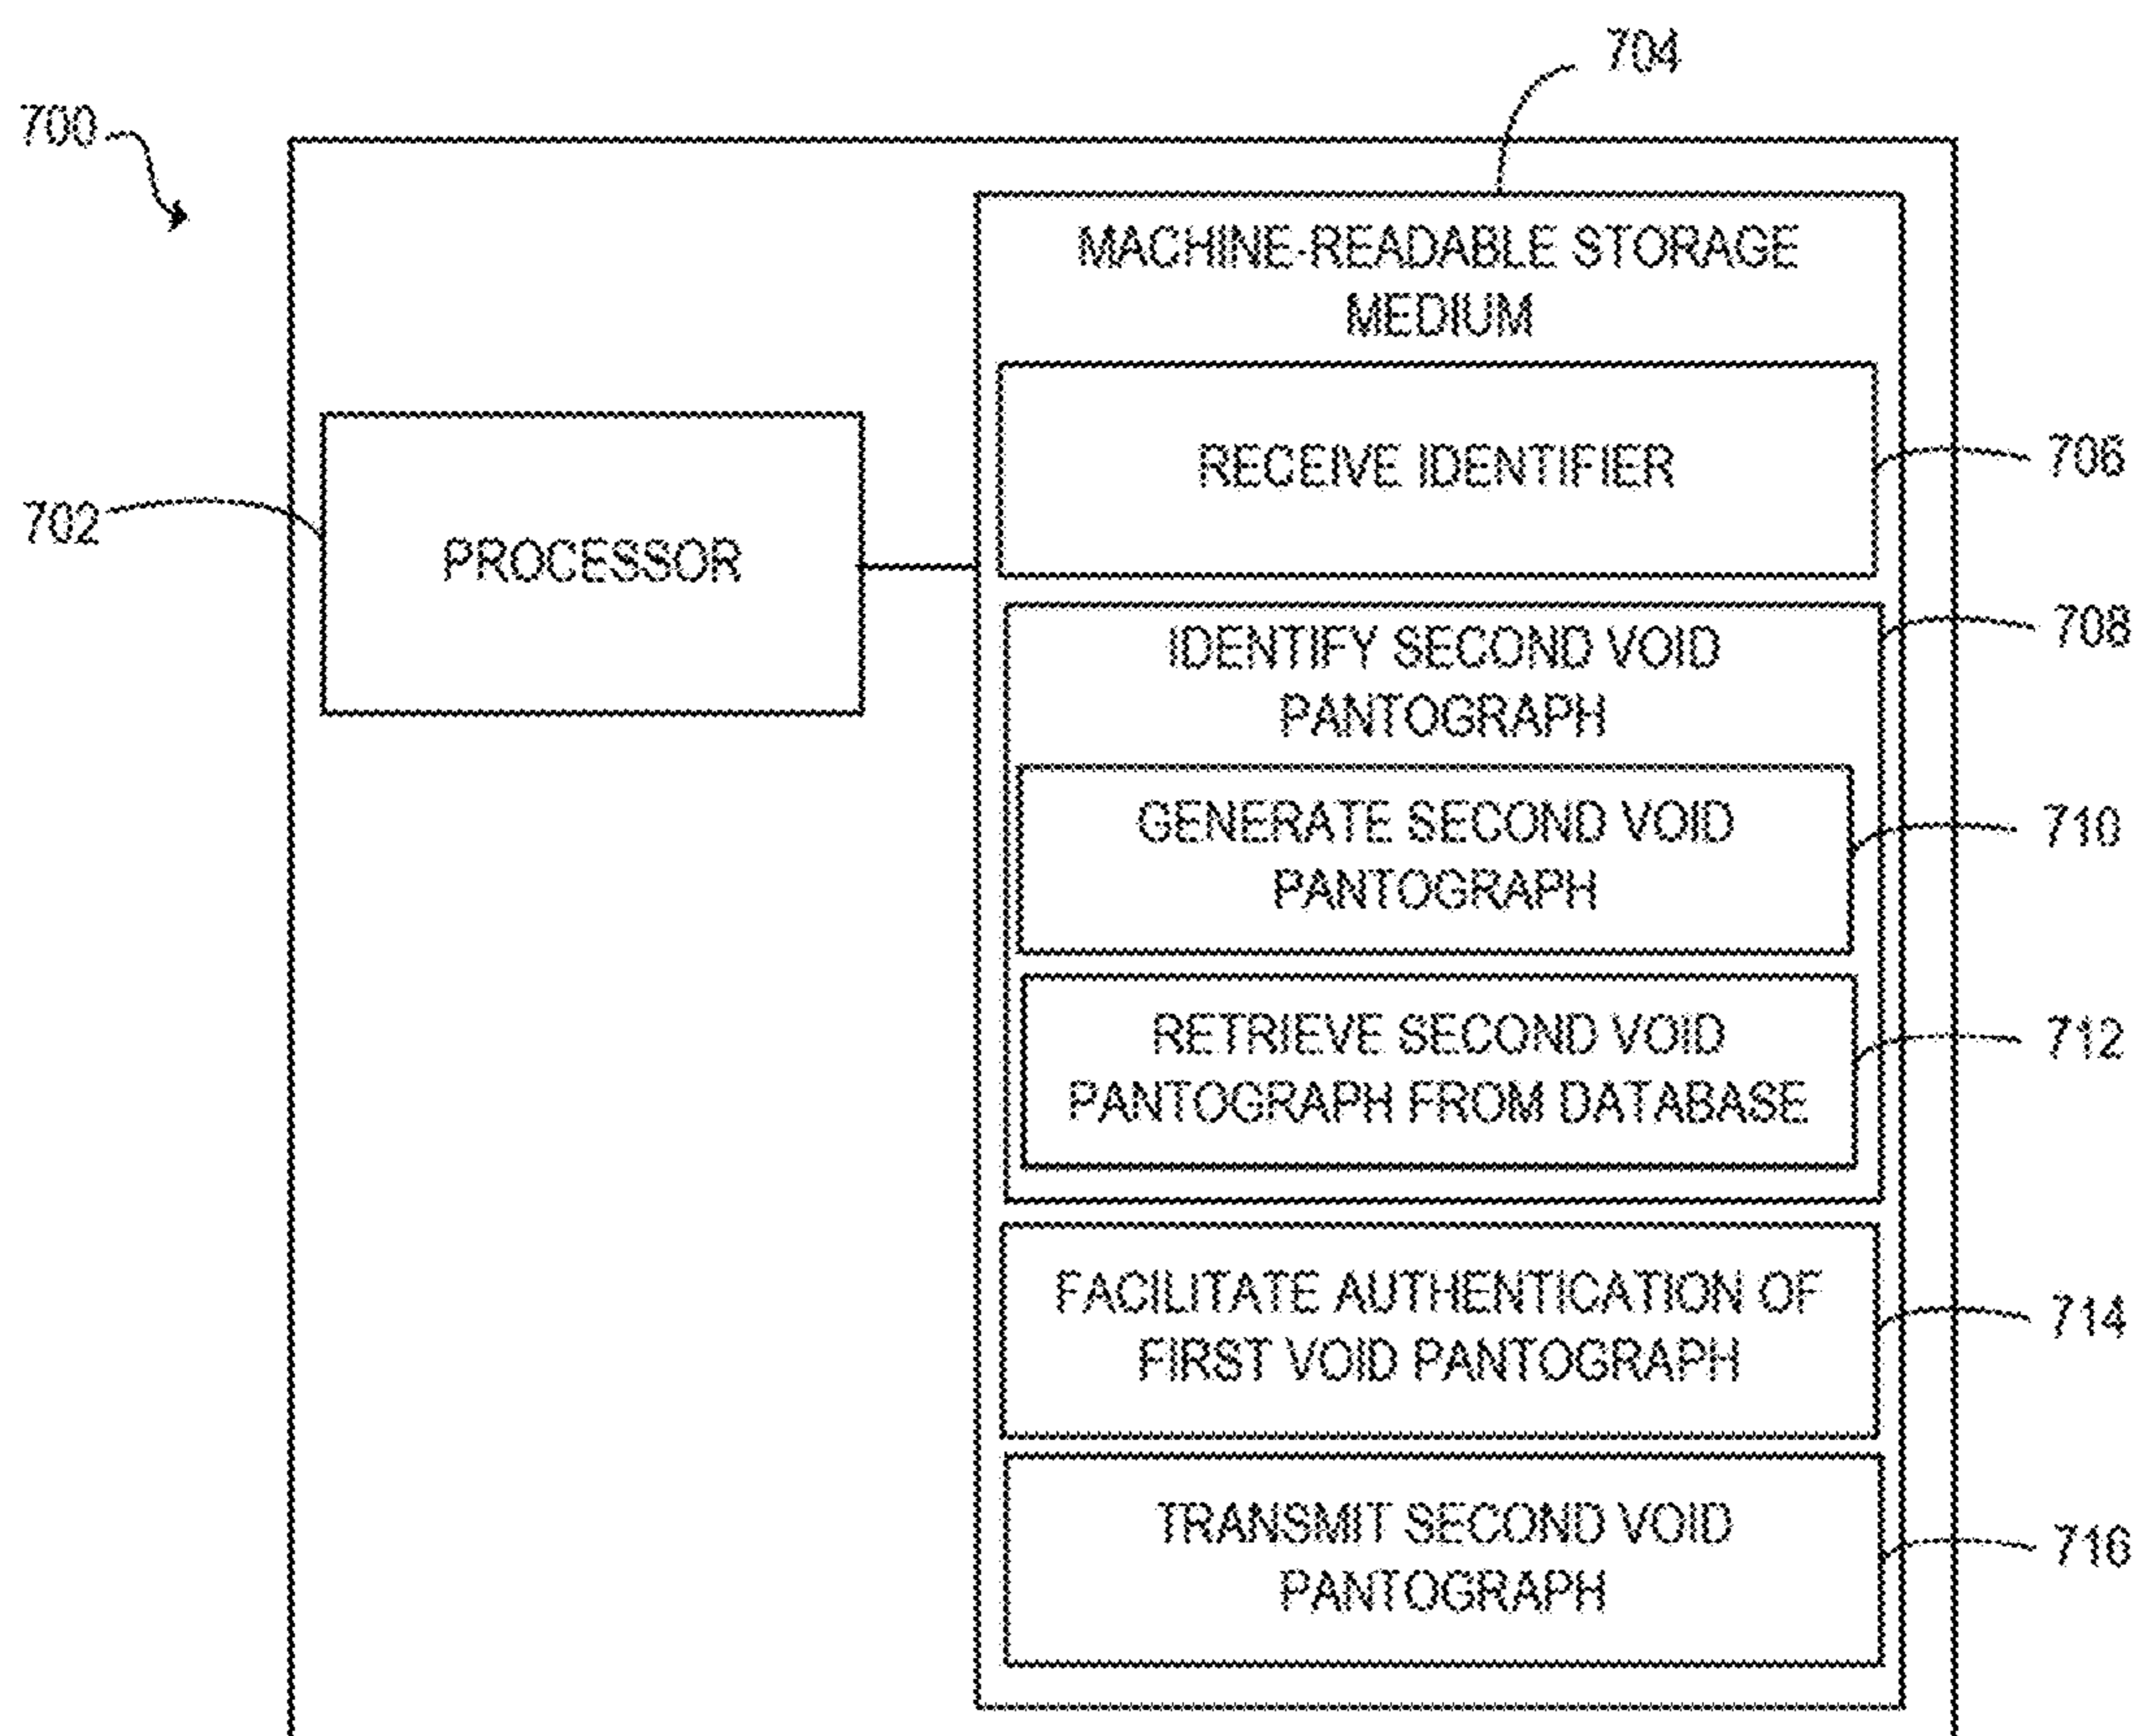 704
700
MACHINE-READABLE STORAGE
MEDIUM
RECEIVE IDENTIFIER
706
702
PROCESSOR
IDENTIFY SECOND VOID
PANTOGRAPH
708
GENERATE SECOND VOID
PANTOGRAPH
710
RETRIEVE SECOND VOID
PANTOGRAPH FROM DATABASE
712
FACILITATE AUTHENTICATION OF
FIRST VOID PANTOGRAPH
714
TRANSMIT SECOND VOID
PANTOGRAPH
716